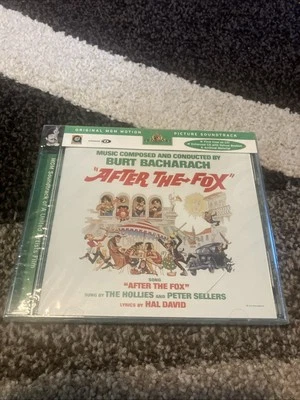 ORIGINAL MGM MOTION PICTURE SOUNDTRACK
MUSIC COMPOSED AND CONDUCTED BY
BURT BACHARACH
"AFTER THE FOX"
SONG
"AFTER THE FOX"
SUNG BY THE HOLLIES AND PETER SELLERS
LYRICS BY HAL DAVID